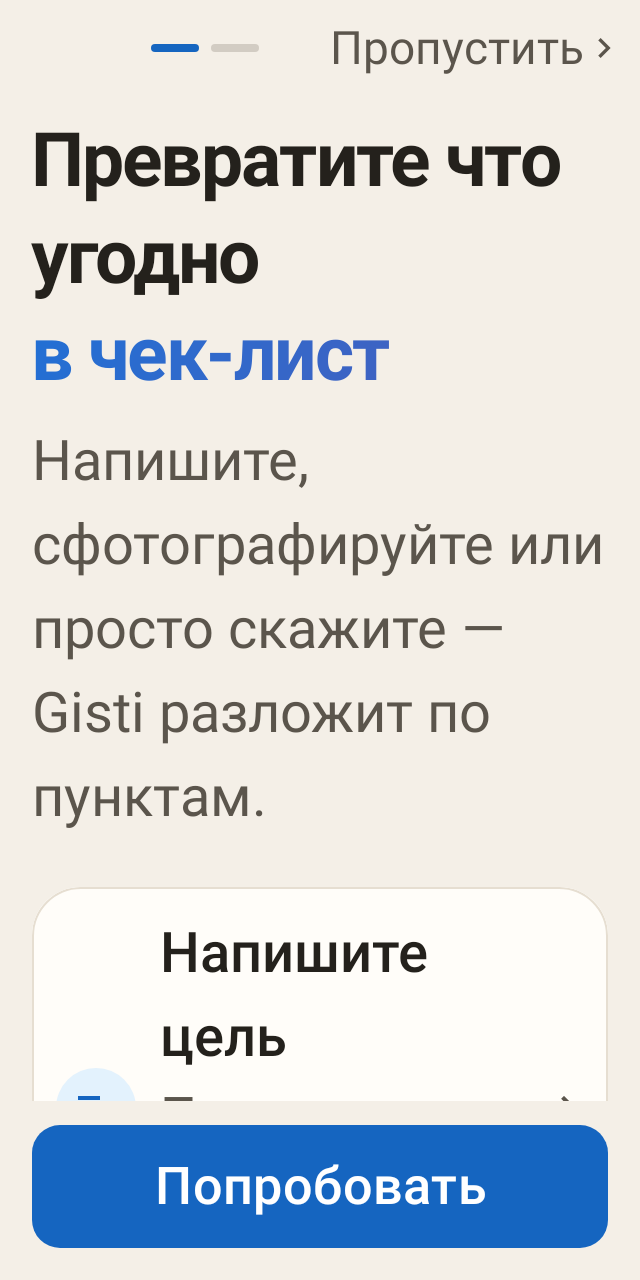 Пропустить
Превратите что
угодно
в чек-лист
Напишите,
сфотографируйте или
просто скажите —
Gisti разложит по
пунктам.
Напишите
цель
Попробовать